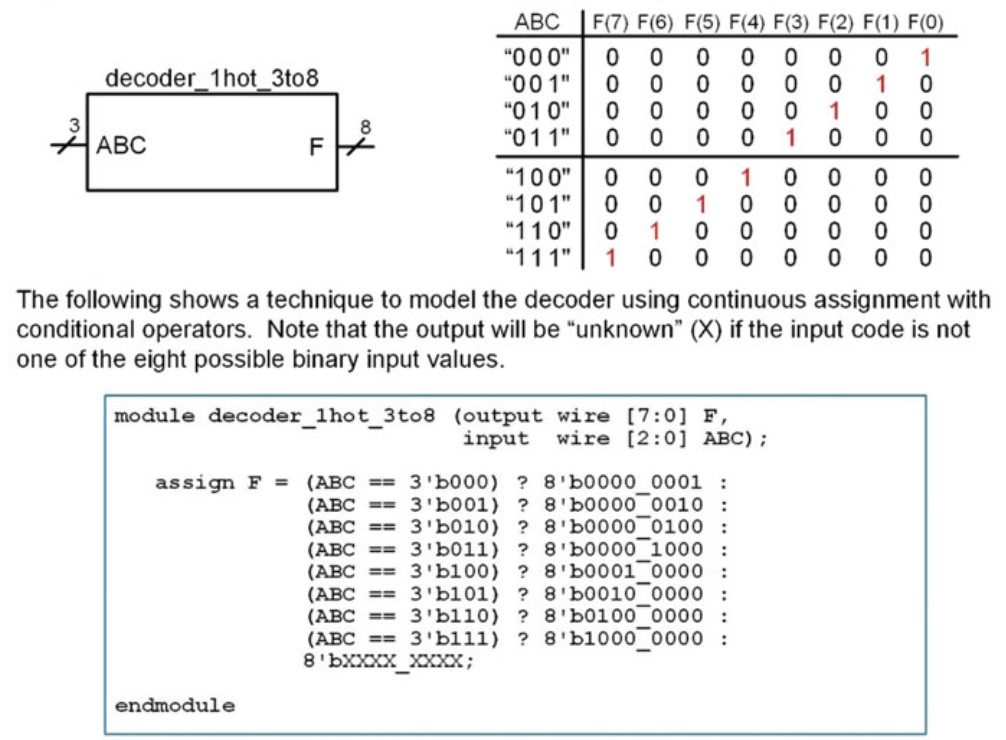 decoder_1hot_3to8
3
ABC
F
8
ABC F(7) F(6) F(5) F(4) F(3) F(2) F(1) F(0)
“000" 0 0 0 0 0 0 0 1
“001" 0 0 0 0 0 0 1 0
“010" 0 0 0 0 0 1 0 0
“011" 0 0 0 0 1 0 0 0
“100" 0 0 0 1 0 0 0 0
“101" 0 0 1 0 0 0 0 0
“110" 0 1 0 0 0 0 0 0
“111" 1 0 0 0 0 0 0 0
The following shows a technique to model the decoder using continuous assignment with
conditional operators. Note that the output will be “unknown” (X) if the input code is not
one of the eight possible binary input values.
module decoder_1hot_3to8 (output wire [7:0] F,
input wire [2:0] ABC);
assign F = (ABC == 3'b000) ? 8'b0000_0001 :
(ABC == 3'b001) ? 8'b0000_0010 :
(ABC == 3'b010) ? 8'b0000_0100 :
(ABC == 3'b011) ? 8'b0000_1000 :
(ABC == 3'b100) ? 8'b0001_0000 :
(ABC == 3'b101) ? 8'b0010_0000 :
(ABC == 3'b110) ? 8'b0100_0000 :
(ABC == 3'b111) ? 8'b1000_0000 :
8'bXXXX_XXXX;
endmodule